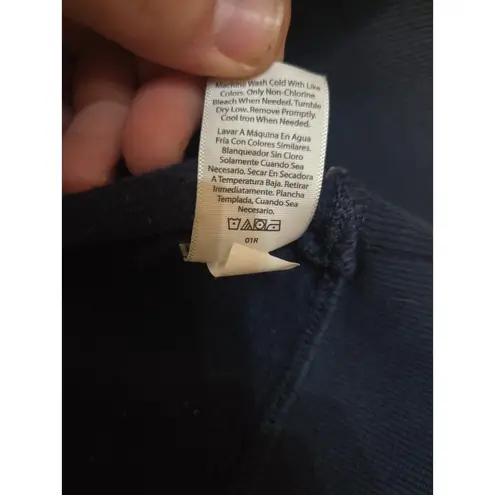 Machine Wash Cold With Like
Colors. Only Non-Chlorine
Bleach When Needed. Tumble
Dry Low. Remove Promptly.
Cool Iron When Needed.
Lavar A Máquina En Agua
Fría Con Colores Similares.
Blanqueador Sin Cloro
Solamente Cuando Sea
Necesario. Secar En Secadora
A Temperatura Baja. Retirar
Inmediatamente. Plancha
Templada, Cuando Sea
Necesario.
01R